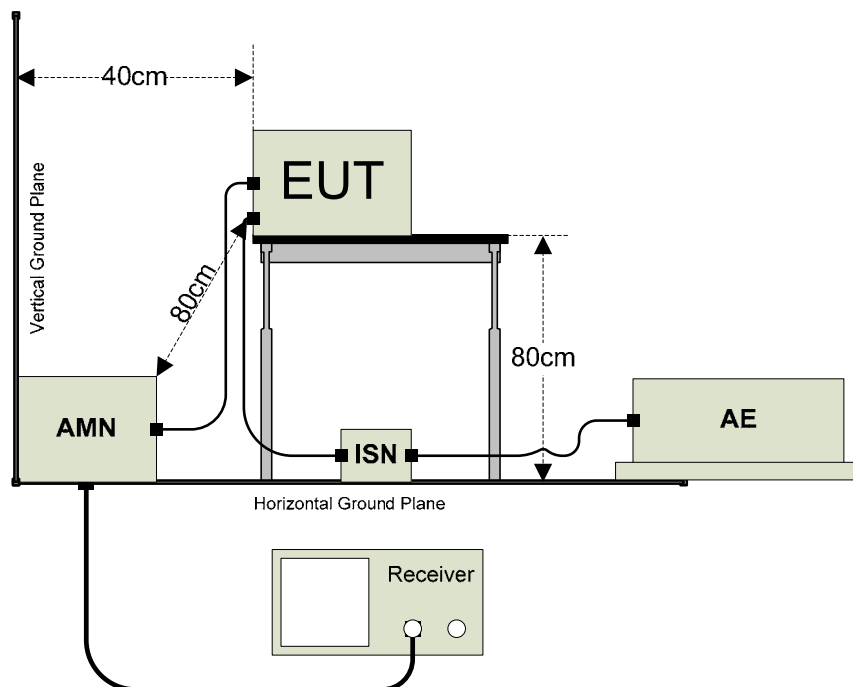 40cm
EUT
Vertical Ground Plane
80cm
80cm
AMN
ISN
AE
Horizontal Ground Plane
Receiver